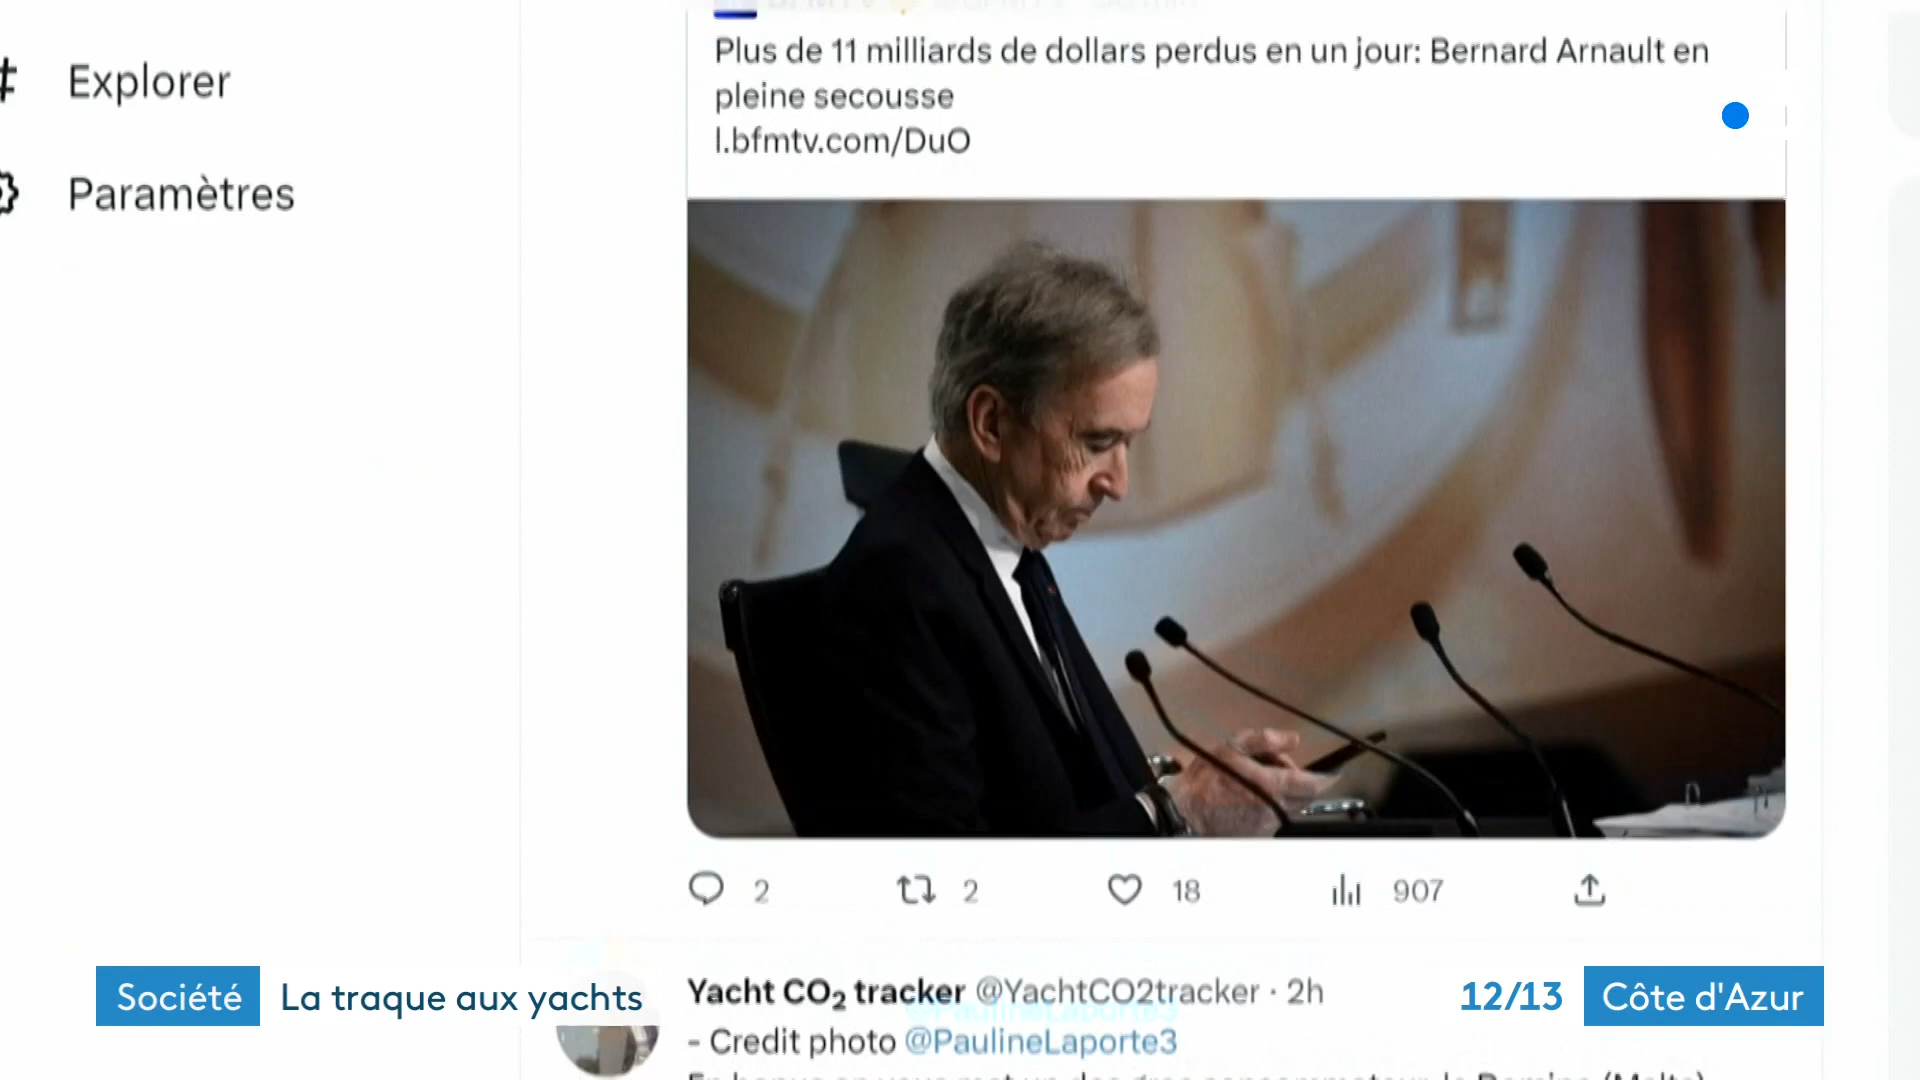 Explorer
Paramètres
Plus de 11 milliards de dollars perdus en un jour: Bernard Arnault en
pleine secousse
l.bfmtv.com/DuO
2 2 18 907
Yacht CO₂ tracker @YachtCO2tracker · 2h
- Credit photo @PaulineLaporte3
Société La traque aux yachts
12/13 Côte d'Azur